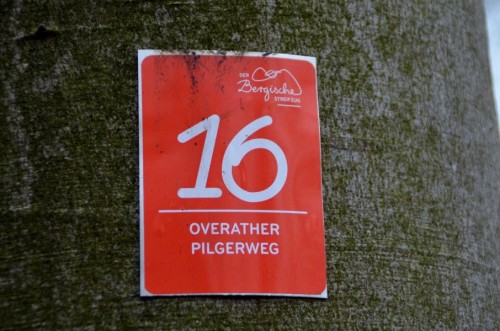 DER
Bergische
STREIFZUG
16
OVERATHER
PILGERWEG